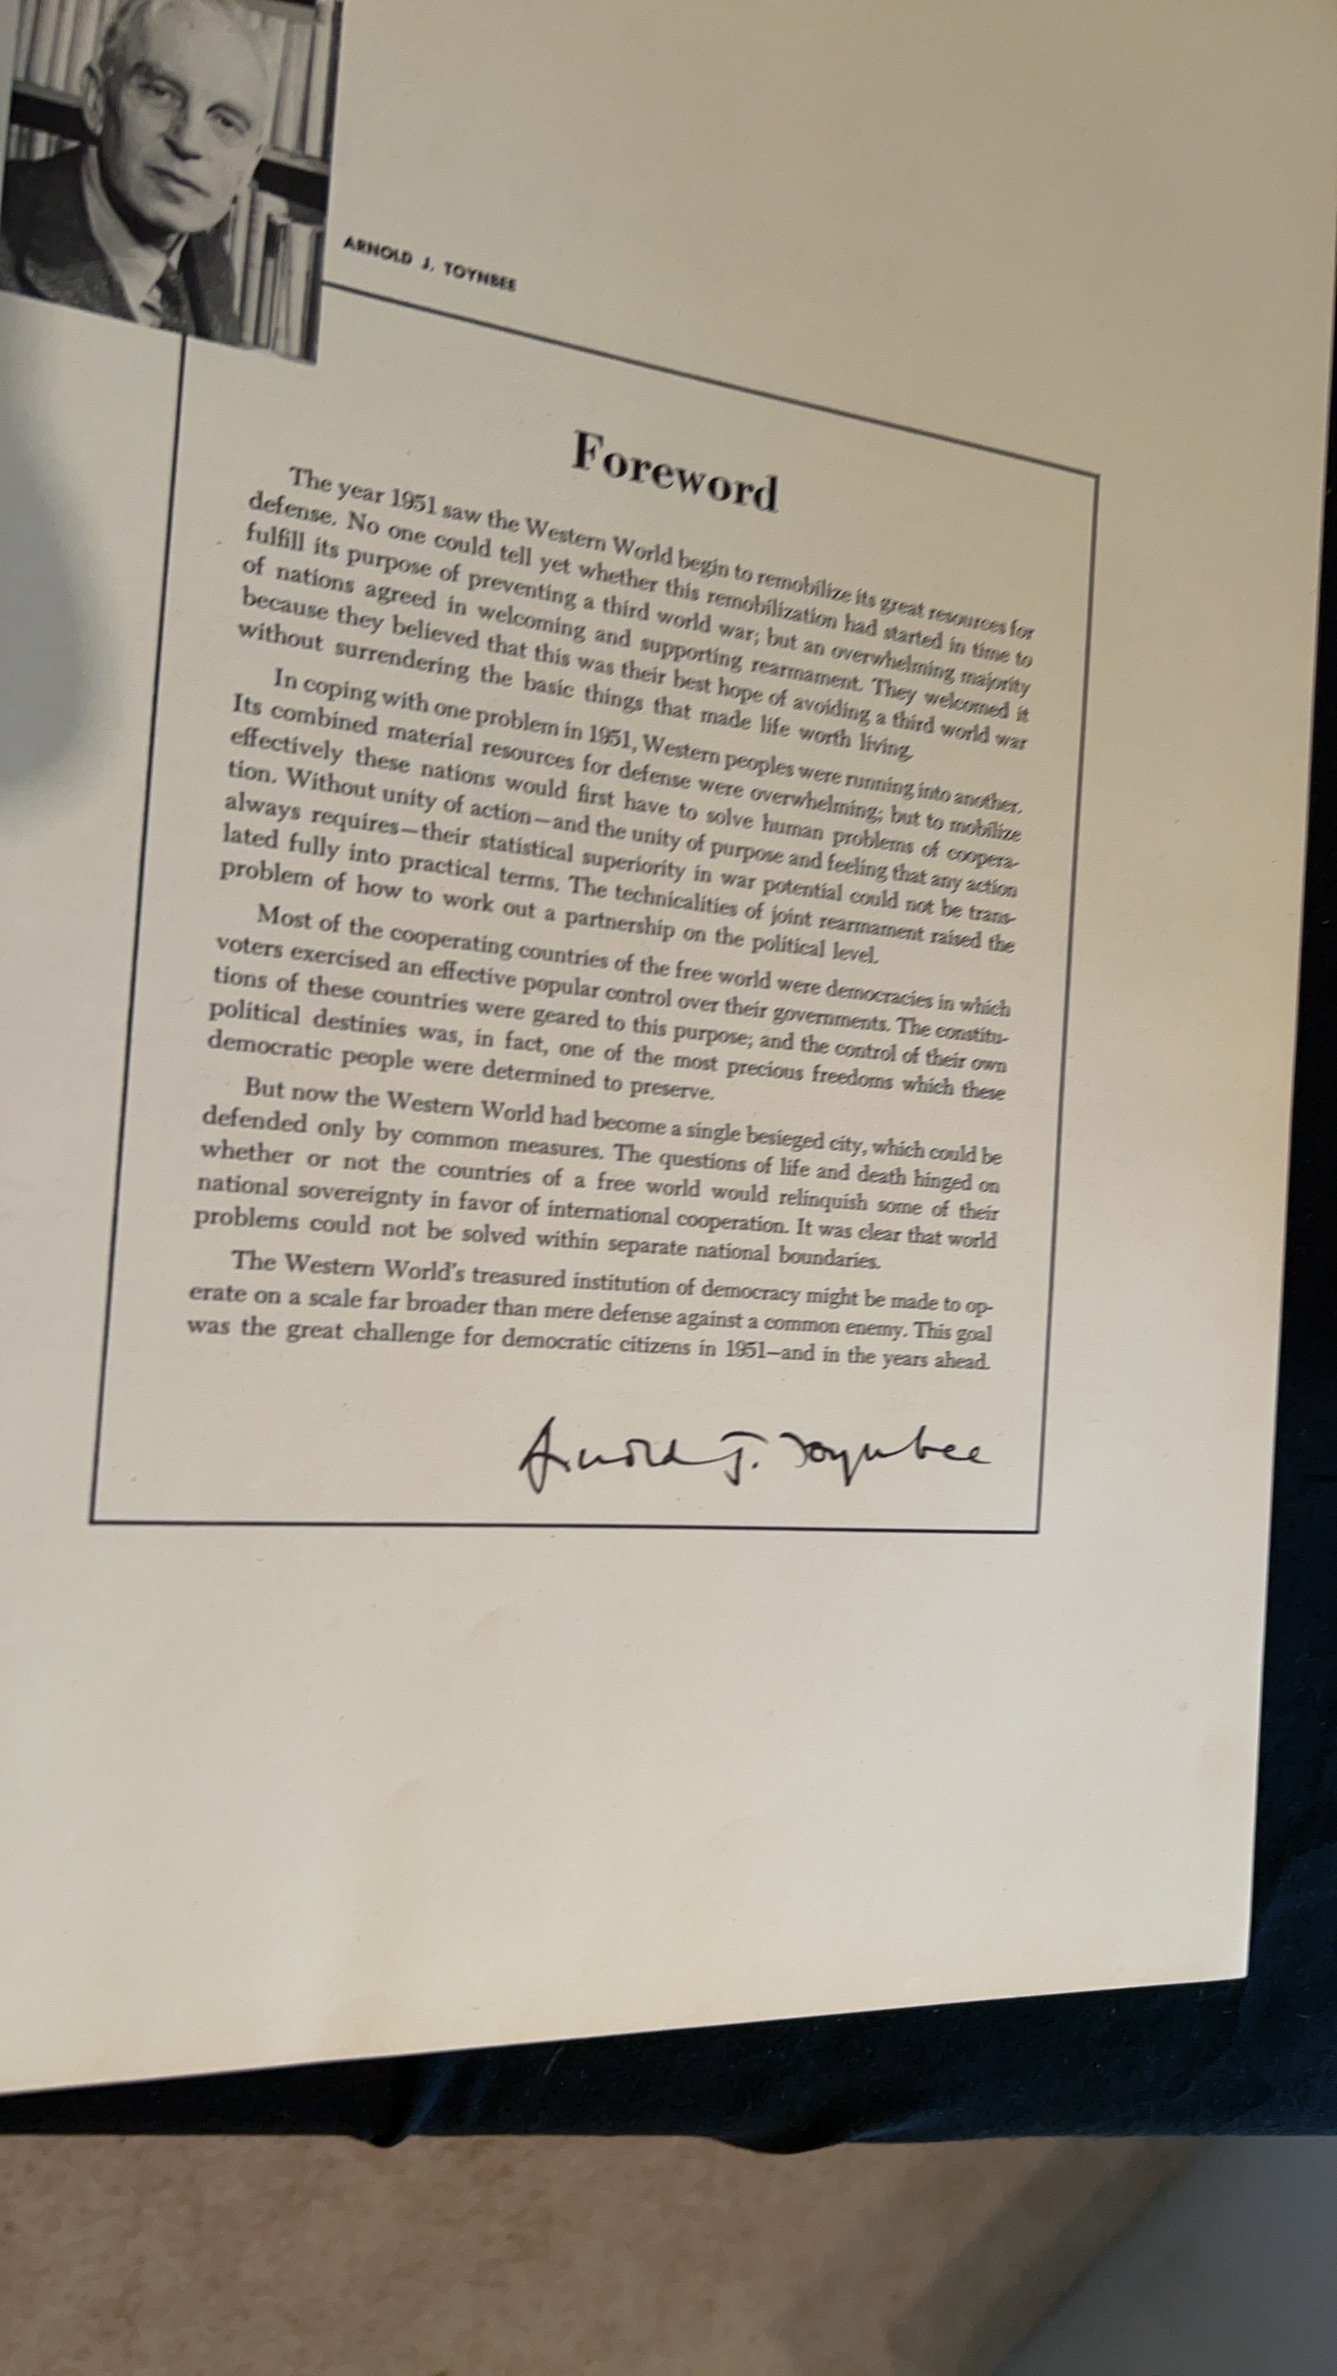 ARNOLD J. TOYNBEE
Foreword
The year 1951 saw the Western World begin to remobilize its great resources for
defense. No one could tell yet whether this remobilization had started in time to
fulfill its purpose of preventing a third world war; but an overwhelming majority
of nations agreed in welcoming and supporting rearmament. They welcomed it
because they believed that this was their best hope of avoiding a third world war
without surrendering the basic things that made life worth living.
In coping with one problem in 1951, Western peoples were running into another.
Its combined material resources for defense were overwhelming; but to mobilize
effectively these nations would first have to solve human problems of coopera-
tion. Without unity of action—and the unity of purpose and feeling that any action
always requires—their statistical superiority in war potential could not be trans-
lated fully into practical terms. The technicalities of joint rearmament raised the
problem of how to work out a partnership on the political level.
Most of the cooperating countries of the free world were democracies in which
voters exercised an effective popular control over their governments. The constitu-
tions of these countries were geared to this purpose; and the control of their own
political destinies was, in fact, one of the most precious freedoms which these
democratic people were determined to preserve.
But now the Western World had become a single besieged city, which could be
defended only by common measures. The questions of life and death hinged on
whether or not the countries of a free world would relinquish some of their
national sovereignty in favor of international cooperation. It was clear that world
problems could not be solved within separate national boundaries.
The Western World's treasured institution of democracy might be made to op-
erate on a scale far broader than mere defense against a common enemy. This goal
was the great challenge for democratic citizens in 1951—and in the years ahead.
Arnold J. Toynbee